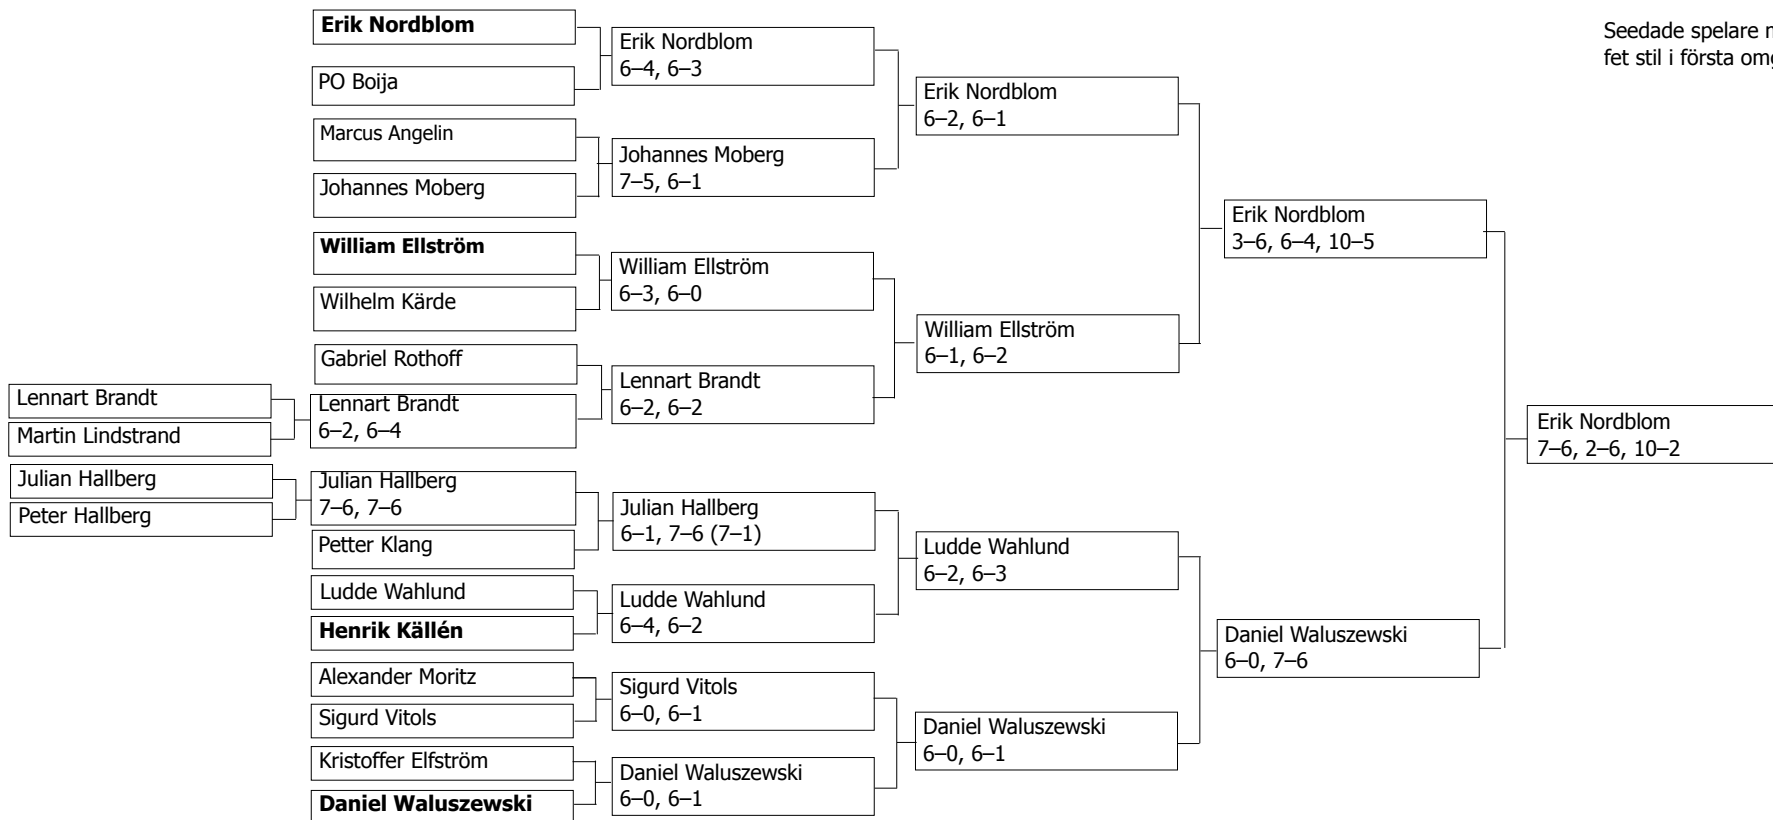 Erik Nordblom
PO Boija
Marcus Angelin
Johannes Moberg
William Ellström
Wilhelm Kärde
Gabriel Rothoff
Lennart Brandt
Martin Lindstrand
Lennart Brandt
6–2, 6–4
Julian Hallberg
Peter Hallberg
Julian Hallberg
7–6, 7–6
Petter Klang
Ludde Wahlund
Henrik Källén
Alexander Moritz
Sigurd Vitols
Kristoffer Elfström
Daniel Waluszewski
Erik Nordblom
6–4, 6–3
Johannes Moberg
7–5, 6–1
William Ellström
6–3, 6–0
Lennart Brandt
6–2, 6–2
Julian Hallberg
6–1, 7–6 (7–1)
Ludde Wahlund
6–4, 6–2
Sigurd Vitols
6–0, 6–1
Daniel Waluszewski
6–0, 6–1
Erik Nordblom
6–2, 6–1
William Ellström
6–1, 6–2
Ludde Wahlund
6–2, 6–3
Daniel Waluszewski
6–0, 6–1
Erik Nordblom
3–6, 6–4, 10–5
Daniel Waluszewski
6–0, 7–6
Erik Nordblom
7–6, 2–6, 10–2
Seedade spelare
fet stil i första